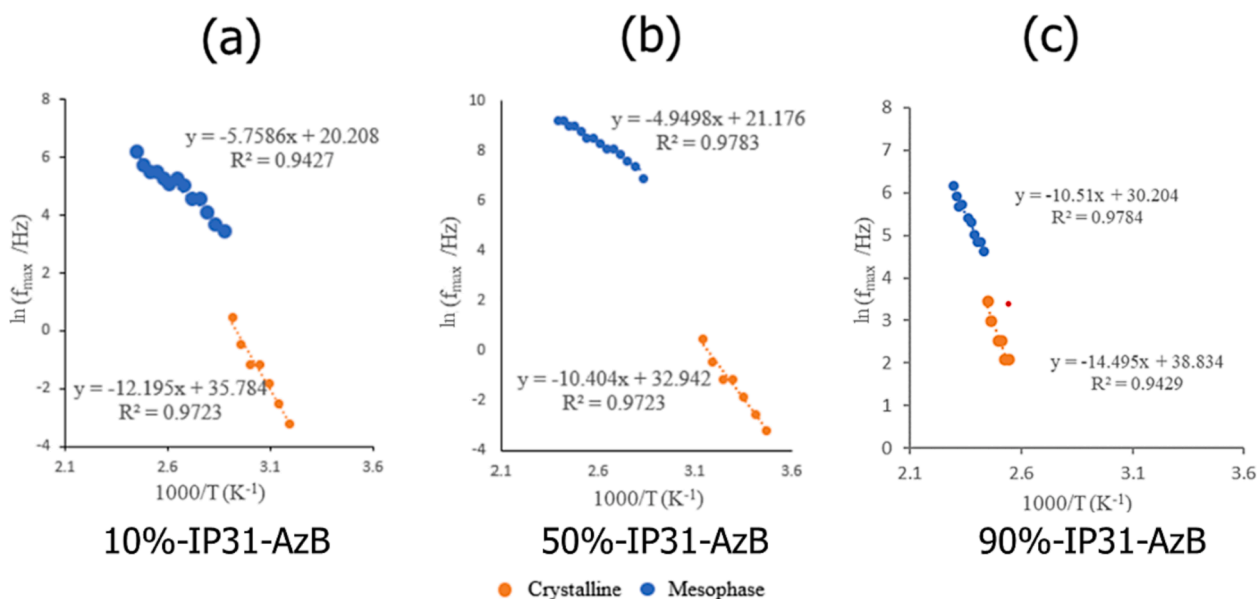 (a)
8
6
4
2
0
-2
-4
ln (fmax /Hz)
y = -5.7586x + 20.208
R² = 0.9427
y = -12.195x + 35.784
R² = 0.9723
2.1 2.6 3.1 3.6
1000/T (K⁻¹)
10%-IP31-AzB
(b)
10
8
6
4
2
0
-2
-4
ln (fmax /Hz)
y = -4.9498x + 21.176
R² = 0.9783
y = -10.404x + 32.942
R² = 0.9723
2.1 2.6 3.1 3.6
1000/T (K⁻¹)
50%-IP31-AzB
(c)
8
7
6
5
4
3
2
1
0
ln (fmax /Hz)
y = -10.51x + 30.204
R² = 0.9784
y = -14.495x + 38.834
R² = 0.9429
2.1 2.6 3.1 3.6
1000/T (K⁻¹)
90%-IP31-AzB
Crystalline Mesophase